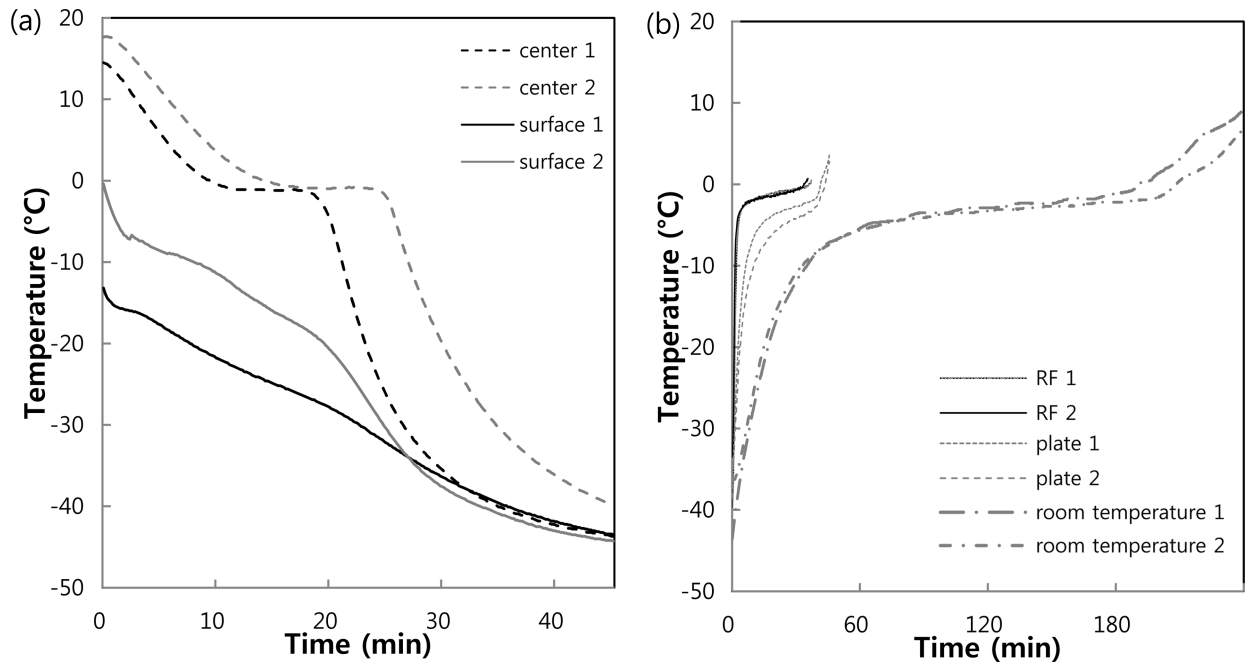 (a)
20
10
0
-10
-20
-30
-40
-50
Temperature (°C)
center 1
center 2
surface 1
surface 2
0 10 20 30 40
Time (min)
(b)
20
10
0
-10
-20
-30
-40
-50
Temperature (°C)
RF 1
RF 2
plate 1
plate 2
room temperature 1
room temperature 2
0 60 120 180
Time (min)